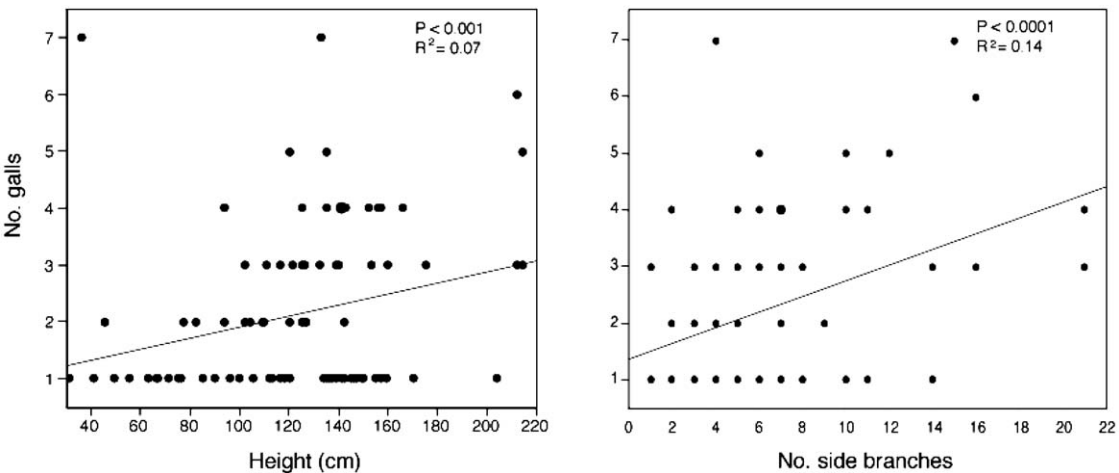 P < 0.001
R² = 0.07
7
6
5
4
3
2
1
No. galls
40 60 80 100 120 140 160 180 200 220
Height (cm)
P < 0.0001
R² = 0.14
7
6
5
4
3
2
1
0 2 4 6 8 10 12 14 16 18 20 22
No. side branches